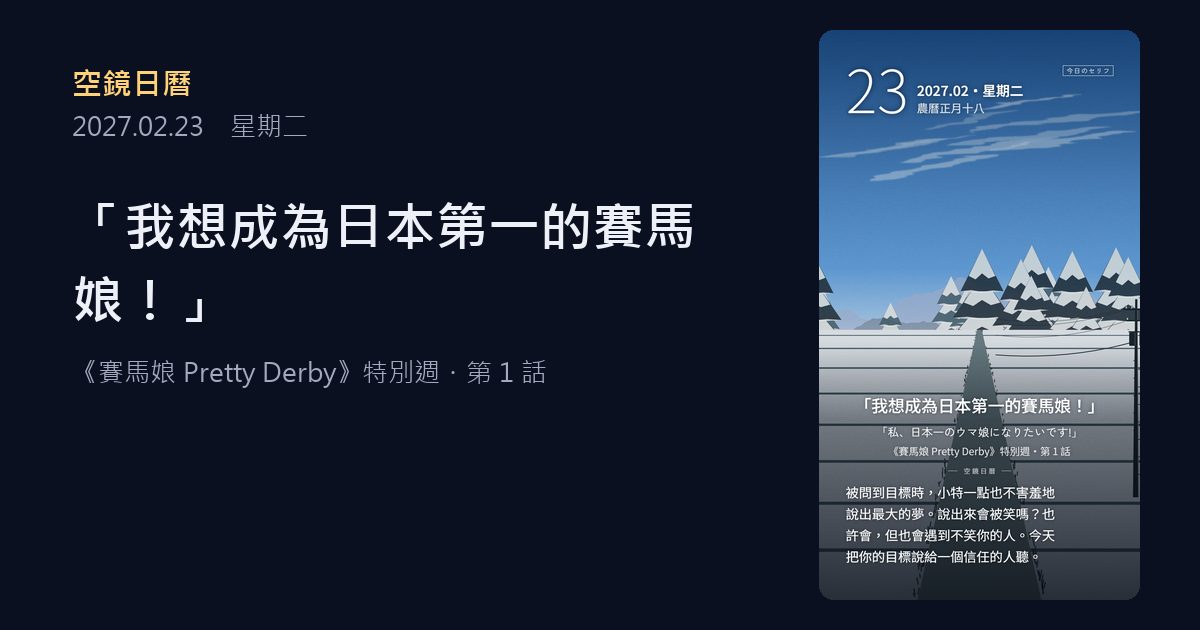 空鏡日曆
2027.02.23 星期二
「我想成為日本第一的賽馬
娘！」
《賽馬娘 Pretty Derby》特別週・第 1 話
23
2027.02・星期二
農曆正月十八
今日のセリフ
「我想成為日本第一的賽馬娘！」
「私、日本一のウマ娘になりたいです!」
《賽馬娘 Pretty Derby》特別週・第 1 話
— 空鏡日曆 —
被問到目標時，小特一點也不害羞地
說出最大的夢。說出來會被笑嗎？也
許會，但也會遇到不笑你的人。今天
把你的目標說給一個信任的人聽。